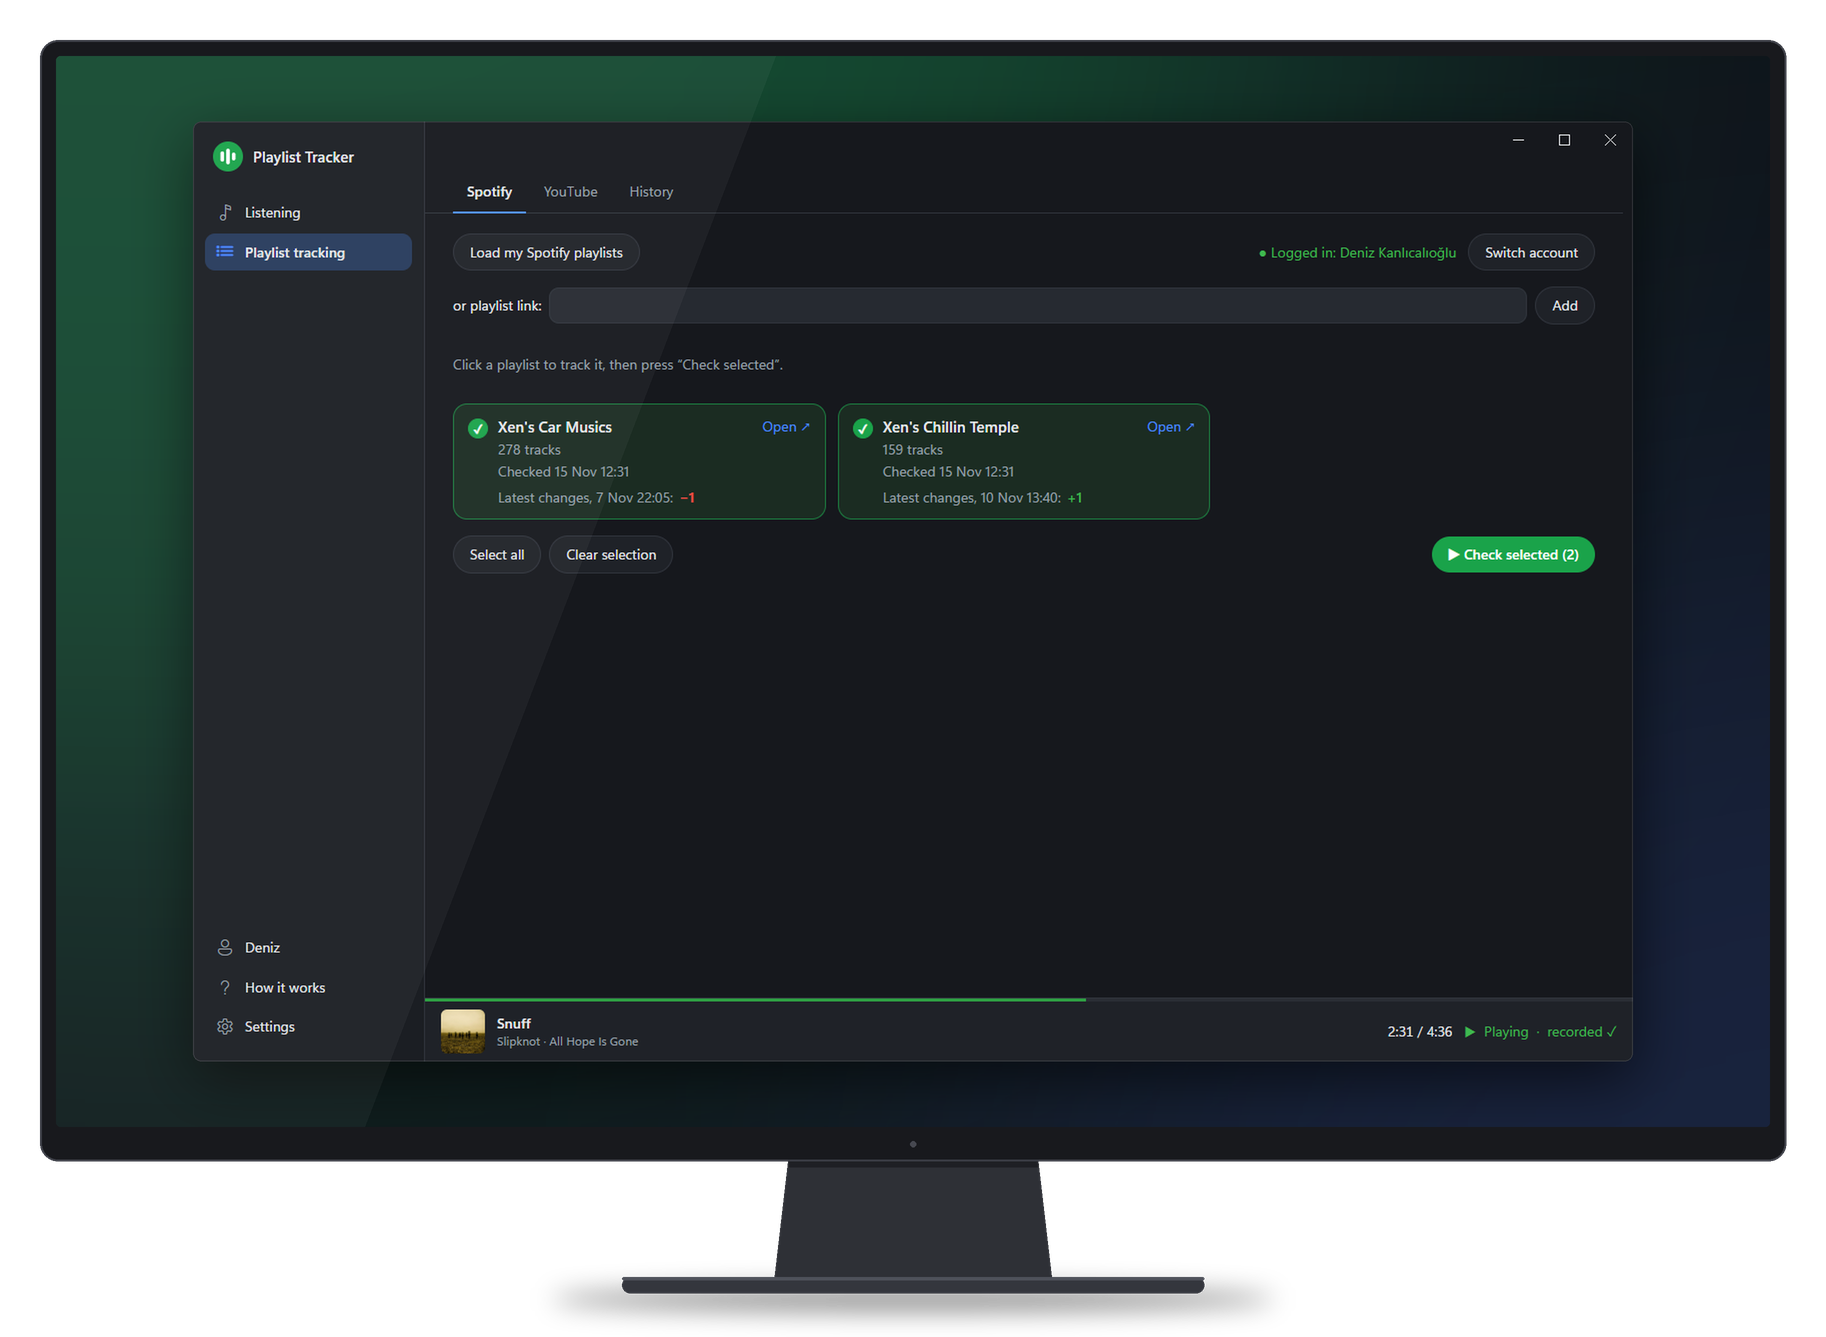 Playlist Tracker
Listening
Playlist tracking
Deniz
How it works
Settings
Spotify YouTube History
Load my Spotify playlists
● Logged in: Deniz Kanlıcalıoğlu
Switch account
or playlist link:
Add
Click a playlist to track it, then press “Check selected”.
Xen's Car Musics
Open ↗
278 tracks
Checked 15 Nov 12:31
Latest changes, 7 Nov 22:05: −1
Xen's Chillin Temple
Open ↗
159 tracks
Checked 15 Nov 12:31
Latest changes, 10 Nov 13:40: +1
Select all
Clear selection
▶ Check selected (2)
Snuff
Slipknot · All Hope Is Gone
2:31 / 4:36 ▶ Playing · recorded ✓